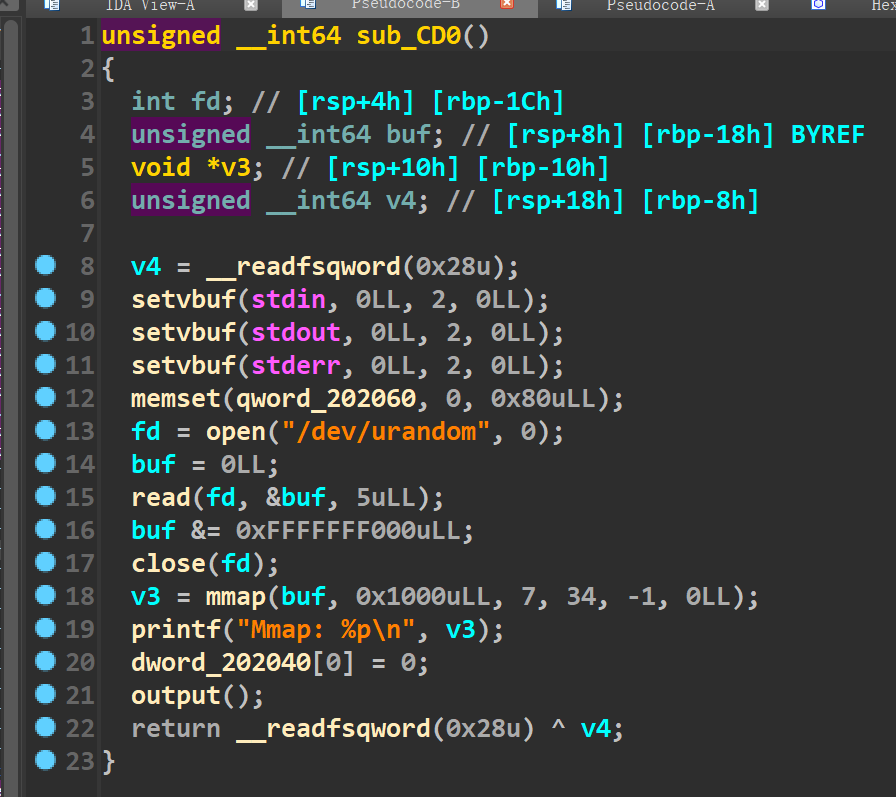 IDA View-A Pseudocode-B Pseudocode-A Hex
1 unsigned __int64 sub_CD0()
2 {
3 int fd; // [rsp+4h] [rbp-1Ch]
4 unsigned __int64 buf; // [rsp+8h] [rbp-18h] BYREF
5 void *v3; // [rsp+10h] [rbp-10h]
6 unsigned __int64 v4; // [rsp+18h] [rbp-8h]
7
8 v4 = __readfsqword(0x28u);
9 setvbuf(stdin, 0LL, 2, 0LL);
10 setvbuf(stdout, 0LL, 2, 0LL);
11 setvbuf(stderr, 0LL, 2, 0LL);
12 memset(qword_202060, 0, 0x80uLL);
13 fd = open("/dev/urandom", 0);
14 buf = 0LL;
15 read(fd, &buf, 5uLL);
16 buf &= 0xFFFFFFF000uLL;
17 close(fd);
18 v3 = mmap(buf, 0x1000uLL, 7, 34, -1, 0LL);
19 printf("Mmap: %p\n", v3);
20 dword_202040[0] = 0;
21 output();
22 return __readfsqword(0x28u) ^ v4;
23 }